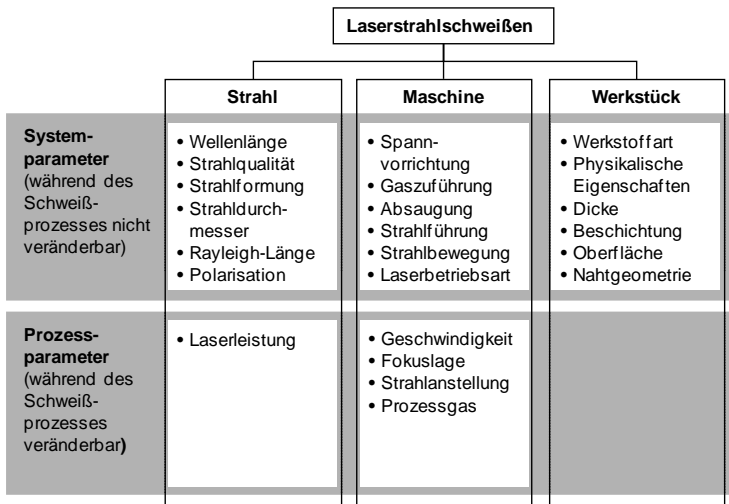 Laserstrahlschweißen
Strahl
Maschine
Werkstück
System-
parameter
(während des
Schweiß-
prozesses nicht
veränderbar)
• Wellenlänge
• Strahlqualität
• Strahlformung
• Strahldurch-
messer
• Rayleigh-Länge
• Polarisation
• Spann-
vorrichtung
• Gaszuführung
• Absaugung
• Strahlführung
• Strahlbewegung
• Laserbetriebsart
• Werkstoffart
• Physikalische
Eigenschaften
• Dicke
• Beschichtung
• Oberfläche
• Nahtgeometrie
Prozess-
parameter
(während des
Schweiß-
prozesses
veränderbar)
• Laserleistung
• Geschwindigkeit
• Fokuslage
• Strahlanstellung
• Prozessgas